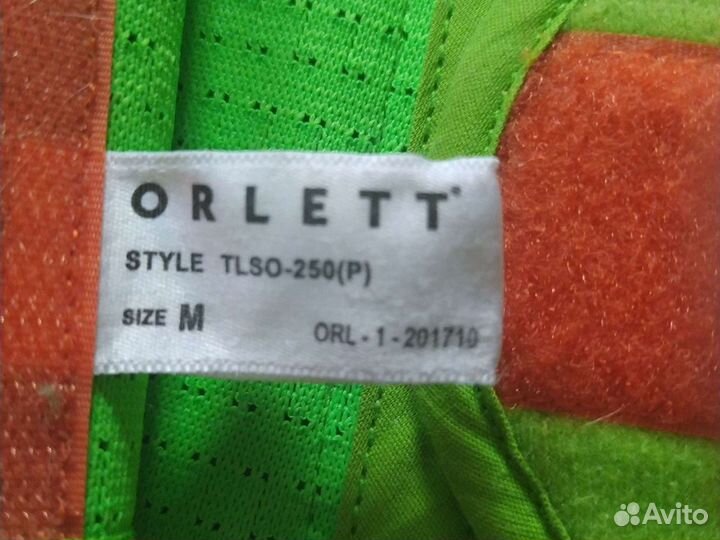 ORLETT®
STYLE TLSO-250(P)
SIZE M
ORL - 1 - 201710
Avito